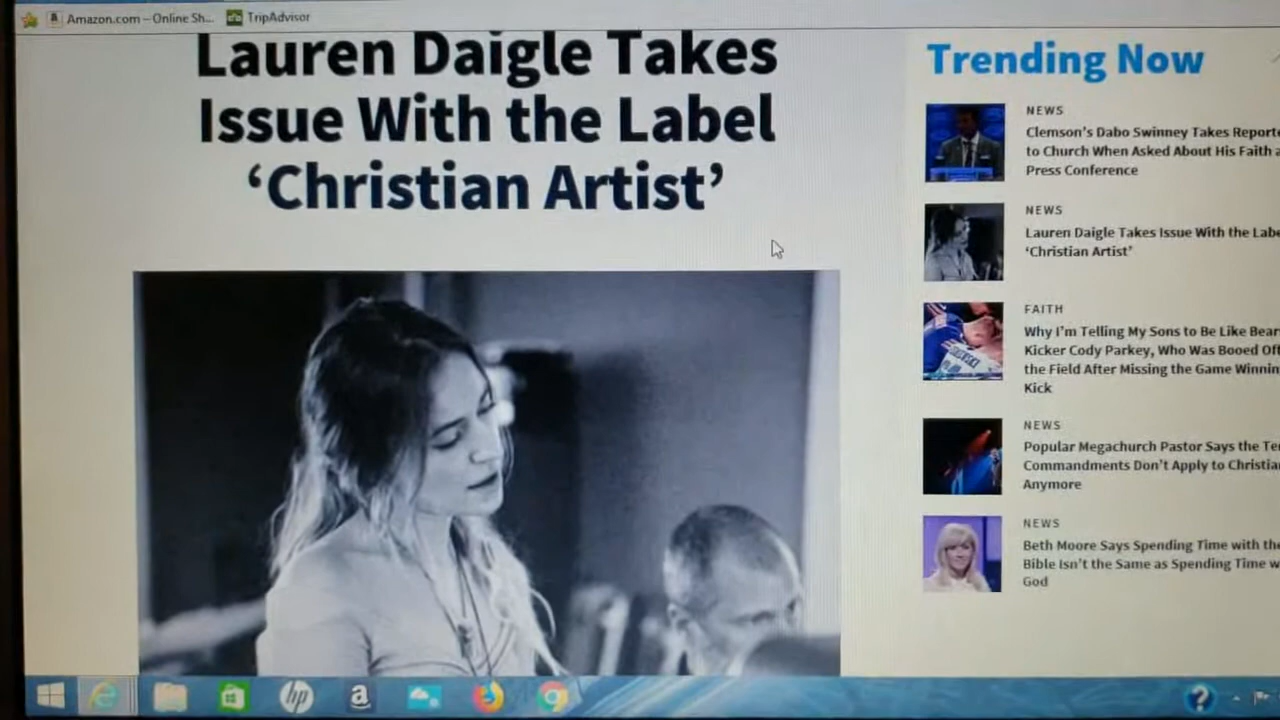 Amazon.com – Online Sh...
TripAdvisor
Lauren Daigle Takes
Issue With the Label
‘Christian Artist’
Trending Now
NEWS
Clemson’s Dabo Swinney Takes Reporte
to Church When Asked About His Faith a
Press Conference
NEWS
Lauren Daigle Takes Issue With the Labe
‘Christian Artist’
FAITH
Why I’m Telling My Sons to Be Like Bear
Kicker Cody Parkey, Who Was Booed Off
the Field After Missing the Game Winnin
Kick
NEWS
Popular Megachurch Pastor Says the Te
Commandments Don’t Apply to Christia
Anymore
NEWS
Beth Moore Says Spending Time with the
Bible Isn’t the Same as Spending Time w
God
hp
a
?